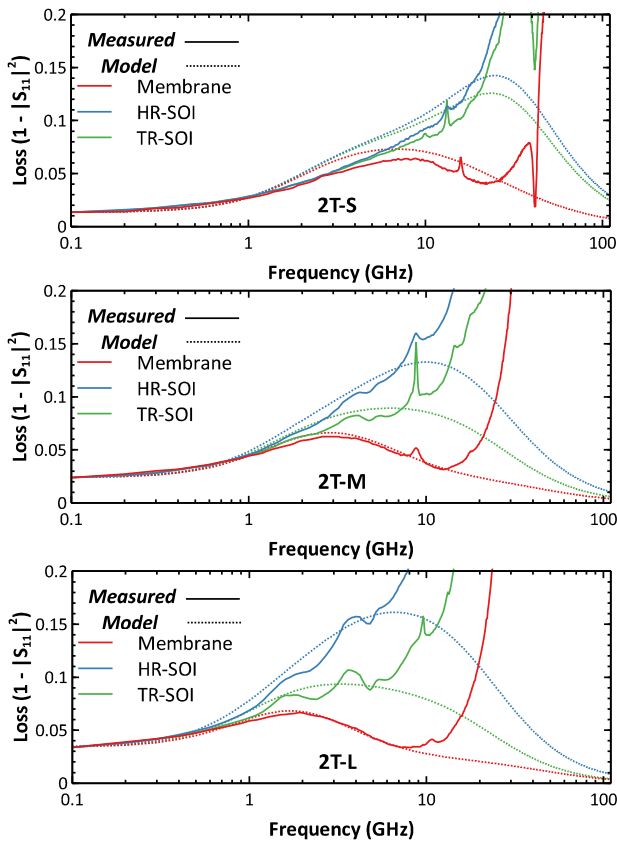 0.2
0.15
0.1
0.05
0
Loss (1 - |S11|²)
Measured
Model
Membrane
HR-SOI
TR-SOI
2T-S
0.1 1 10 100
Frequency (GHz)
0.2
0.15
0.1
0.05
0
Loss (1 - |S11|²)
Measured
Model
Membrane
HR-SOI
TR-SOI
2T-M
0.1 1 10 100
Frequency (GHz)
0.2
0.15
0.1
0.05
0
Loss (1 - |S11|²)
Measured
Model
Membrane
HR-SOI
TR-SOI
2T-L
0.1 1 10 100
Frequency (GHz)